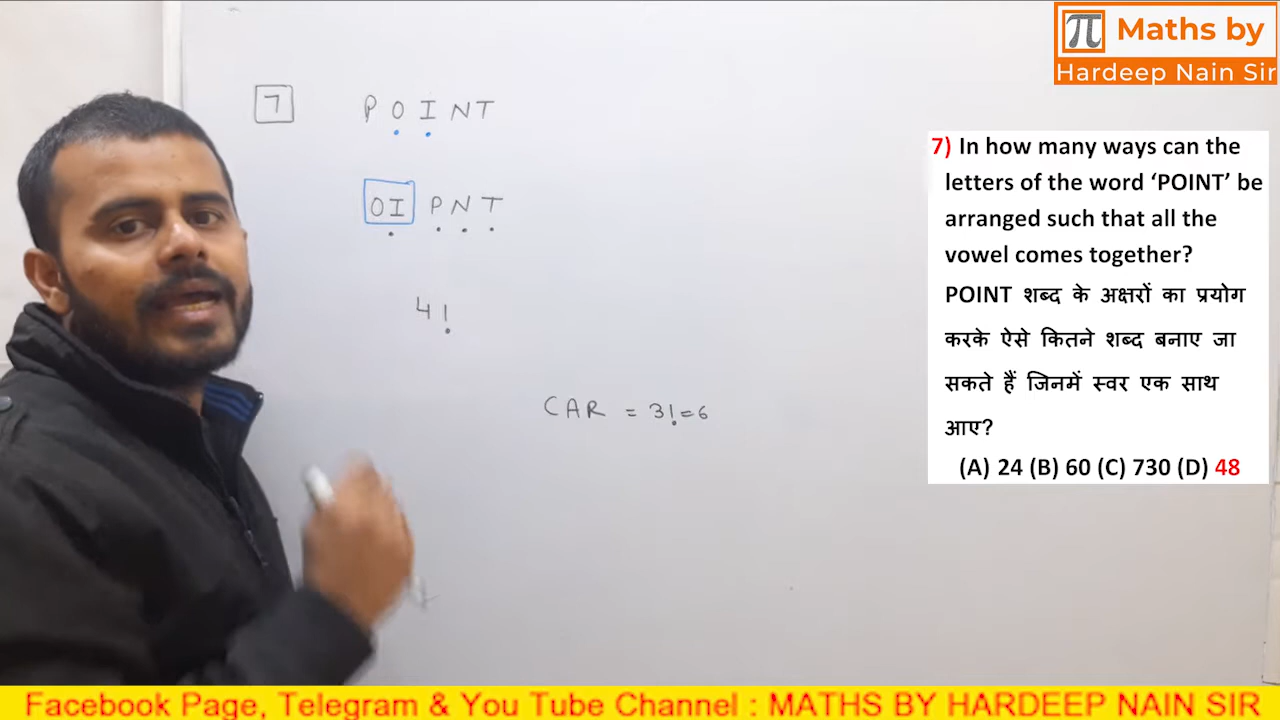 π Maths by
Hardeep Nain Sir
7 POINT
OI PNT
4!
CAR = 3! = 6
7) In how many ways can the
letters of the word ‘POINT’ be
arranged such that all the
vowel comes together?
POINT शब्द के अक्षरों का प्रयोग
करके ऐसे कितने शब्द बनाए जा
सकते हैं जिनमें स्वर एक साथ
आए?
(A) 24 (B) 60 (C) 730 (D) 48
Facebook Page, Telegram & You Tube Channel : MATHS BY HARDEEP NAIN SIR